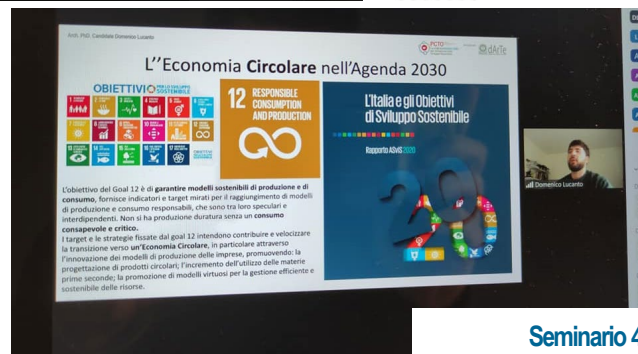 Arch. PhD. Candidate Domenico Lucanto
dArTe
L''Economia Circolare nell'Agenda 2030
OBIETTIVI PER LO SVILUPPO SOSTENIBILE
12 RESPONSIBLE
CONSUMPTION
AND PRODUCTION
L'Italia e gli Obiettivi
di Sviluppo Sostenibile
Rapporto ASviS 2020
2020
L'obiettivo del Goal 12 è di garantire modelli sostenibili di produzione e di
consumo, fornisce indicatori e target mirati per il raggiungimento di modelli
di produzione e consumo responsabili, che sono tra loro speculari e
interdipendenti. Non si ha produzione duratura senza un consumo
consapevole e critico.
I target e le strategie fissate dal goal 12 intendono contribuire e velocizzare
la transizione verso un'Economia Circolare, in particolare attraverso
l'innovazione dei modelli di produzione delle imprese, promuovendo: la
progettazione di prodotti circolari; l'incremento dell'utilizzo delle materie
prime seconde; la promozione di modelli virtuosi per la gestione efficiente e
sostenibile delle risorse.
Domenico Lucanto
Seminario 4